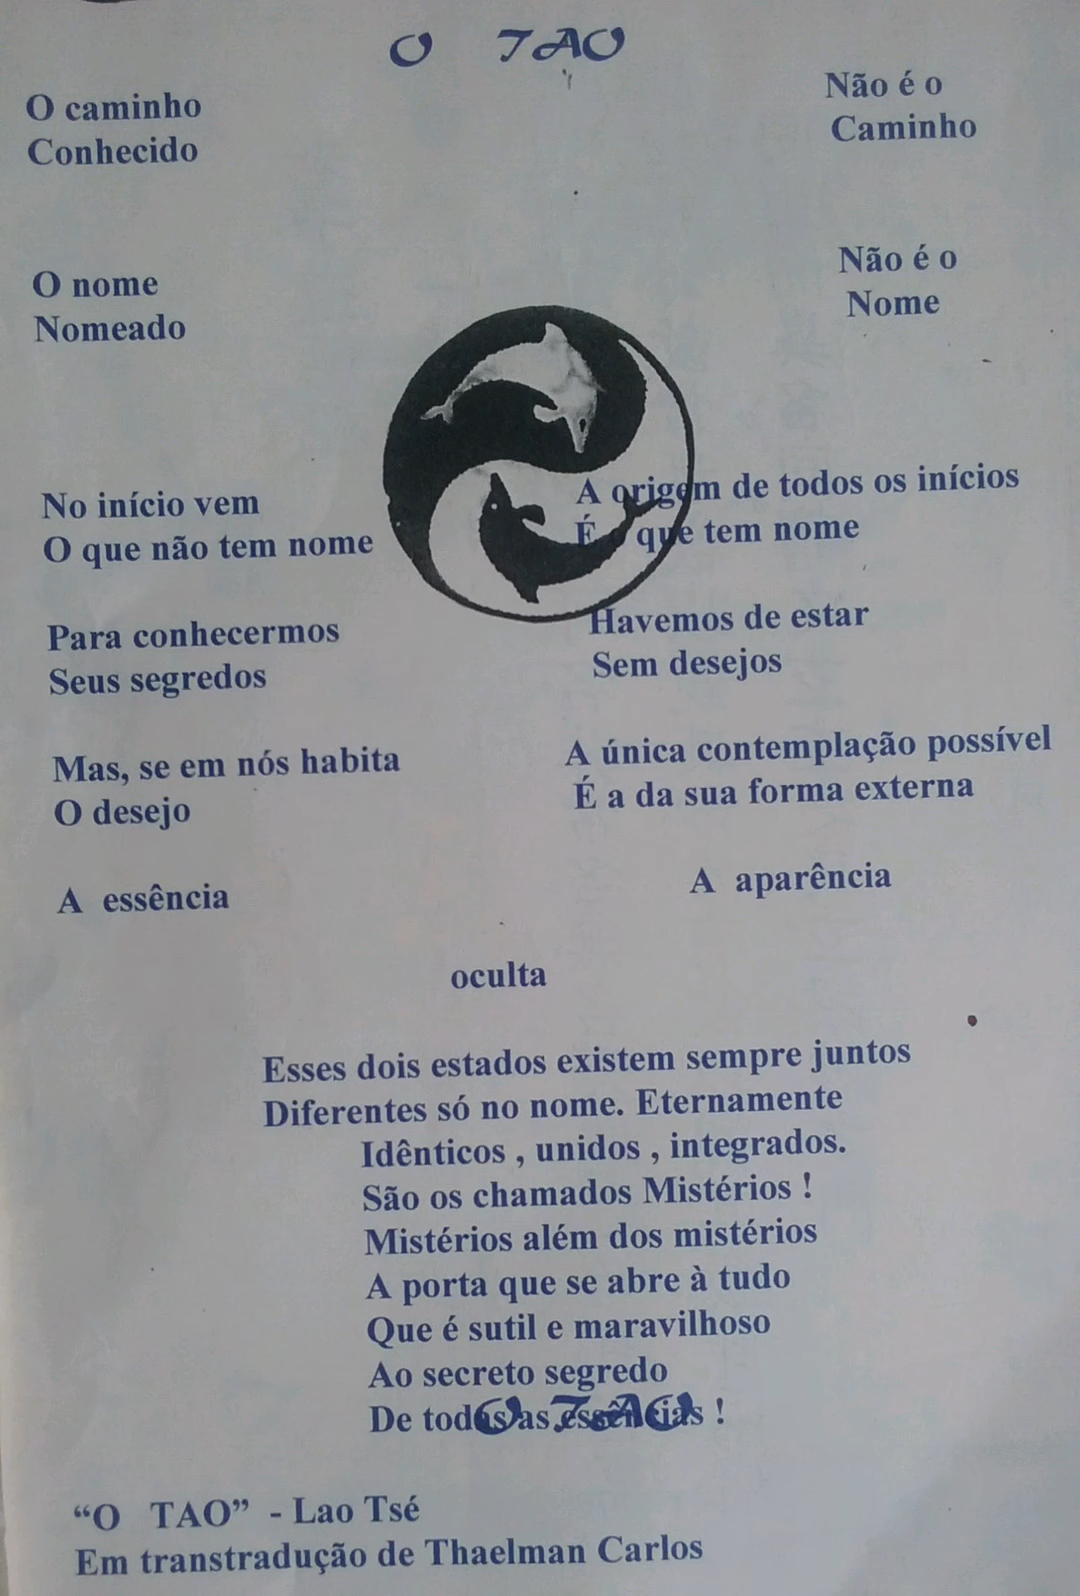 O TAO
O caminho
Conhecido
Não é o
Caminho
O nome
Nomeado
Não é o
Nome
No início vem
O que não tem nome
A origem de todos os inícios
É o que tem nome
Para conhecermos
Seus segredos
Havemos de estar
Sem desejos
Mas, se em nós habita
O desejo
A única contemplação possível
É a da sua forma externa
A essência
A aparência
oculta
Esses dois estados existem sempre juntos
Diferentes só no nome. Eternamente
Idênticos , unidos , integrados.
São os chamados Mistérios !
Mistérios além dos mistérios
A porta que se abre à tudo
Que é sutil e maravilhoso
Ao secreto segredo
De todas as essências !
O TAO
“O TAO” - Lao Tsé
Em transtradução de Thaelman Carlos